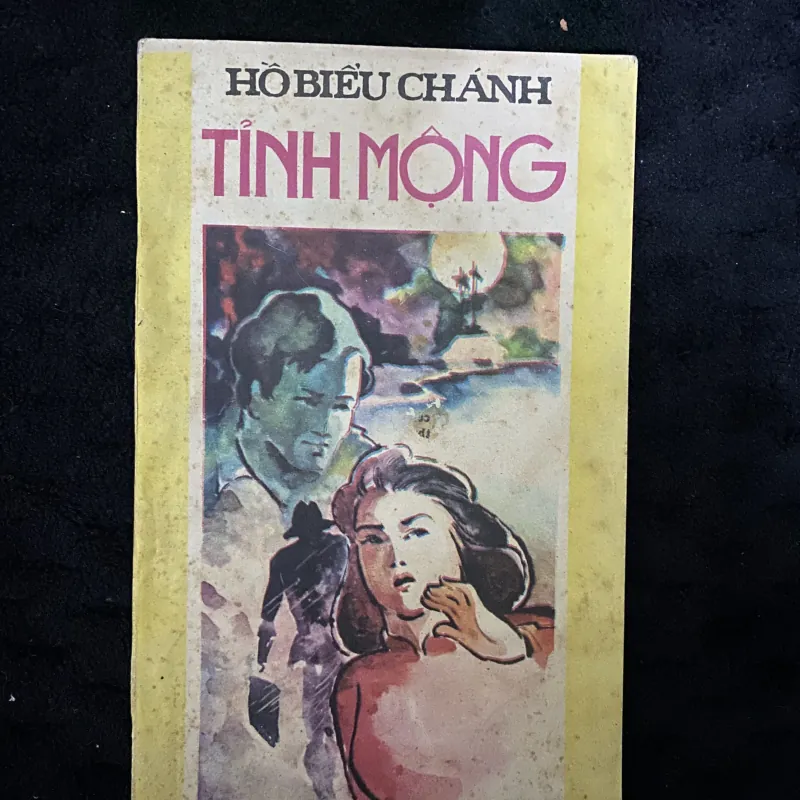 HỒ BIỂU CHÁNH
TỈNH MỘNG